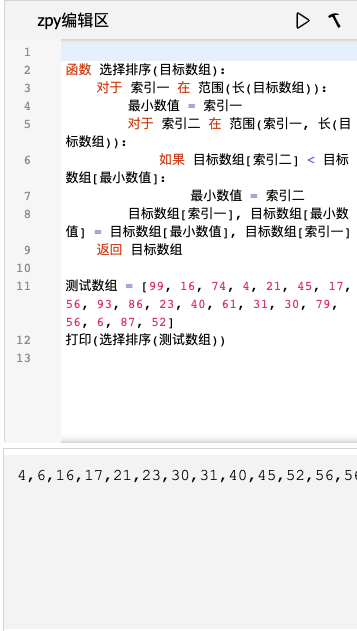 zpy编辑区
1
2 函数 选择排序(目标数组):
3 对于 索引一 在 范围(长(目标数组)):
4 最小数值 = 索引一
5 对于 索引二 在 范围(索引一, 长(目
标数组)):
6 如果 目标数组[索引二] < 目标
数组[最小数值]:
7 最小数值 = 索引二
8 目标数组[索引一], 目标数组[最小数
值] = 目标数组[最小数值], 目标数组[索引一]
9 返回 目标数组
10
11 测试数组 = [99, 16, 74, 4, 21, 45, 17,
56, 93, 86, 23, 40, 61, 31, 30, 79,
56, 6, 87, 52]
12 打印(选择排序(测试数组))
13
4,6,16,17,21,23,30,31,40,45,52,56,56